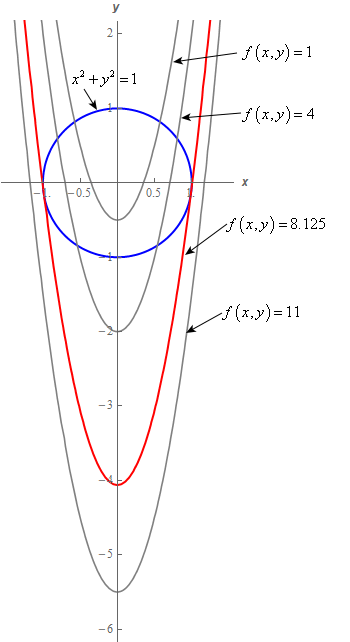 y
2
f(x,y)=1
x²+y²=1
1
f(x,y)=4
-1. -0.5 0.5 1. x
-1
f(x,y)=8.125
-2
f(x,y)=11
-3
-4
-5
-6